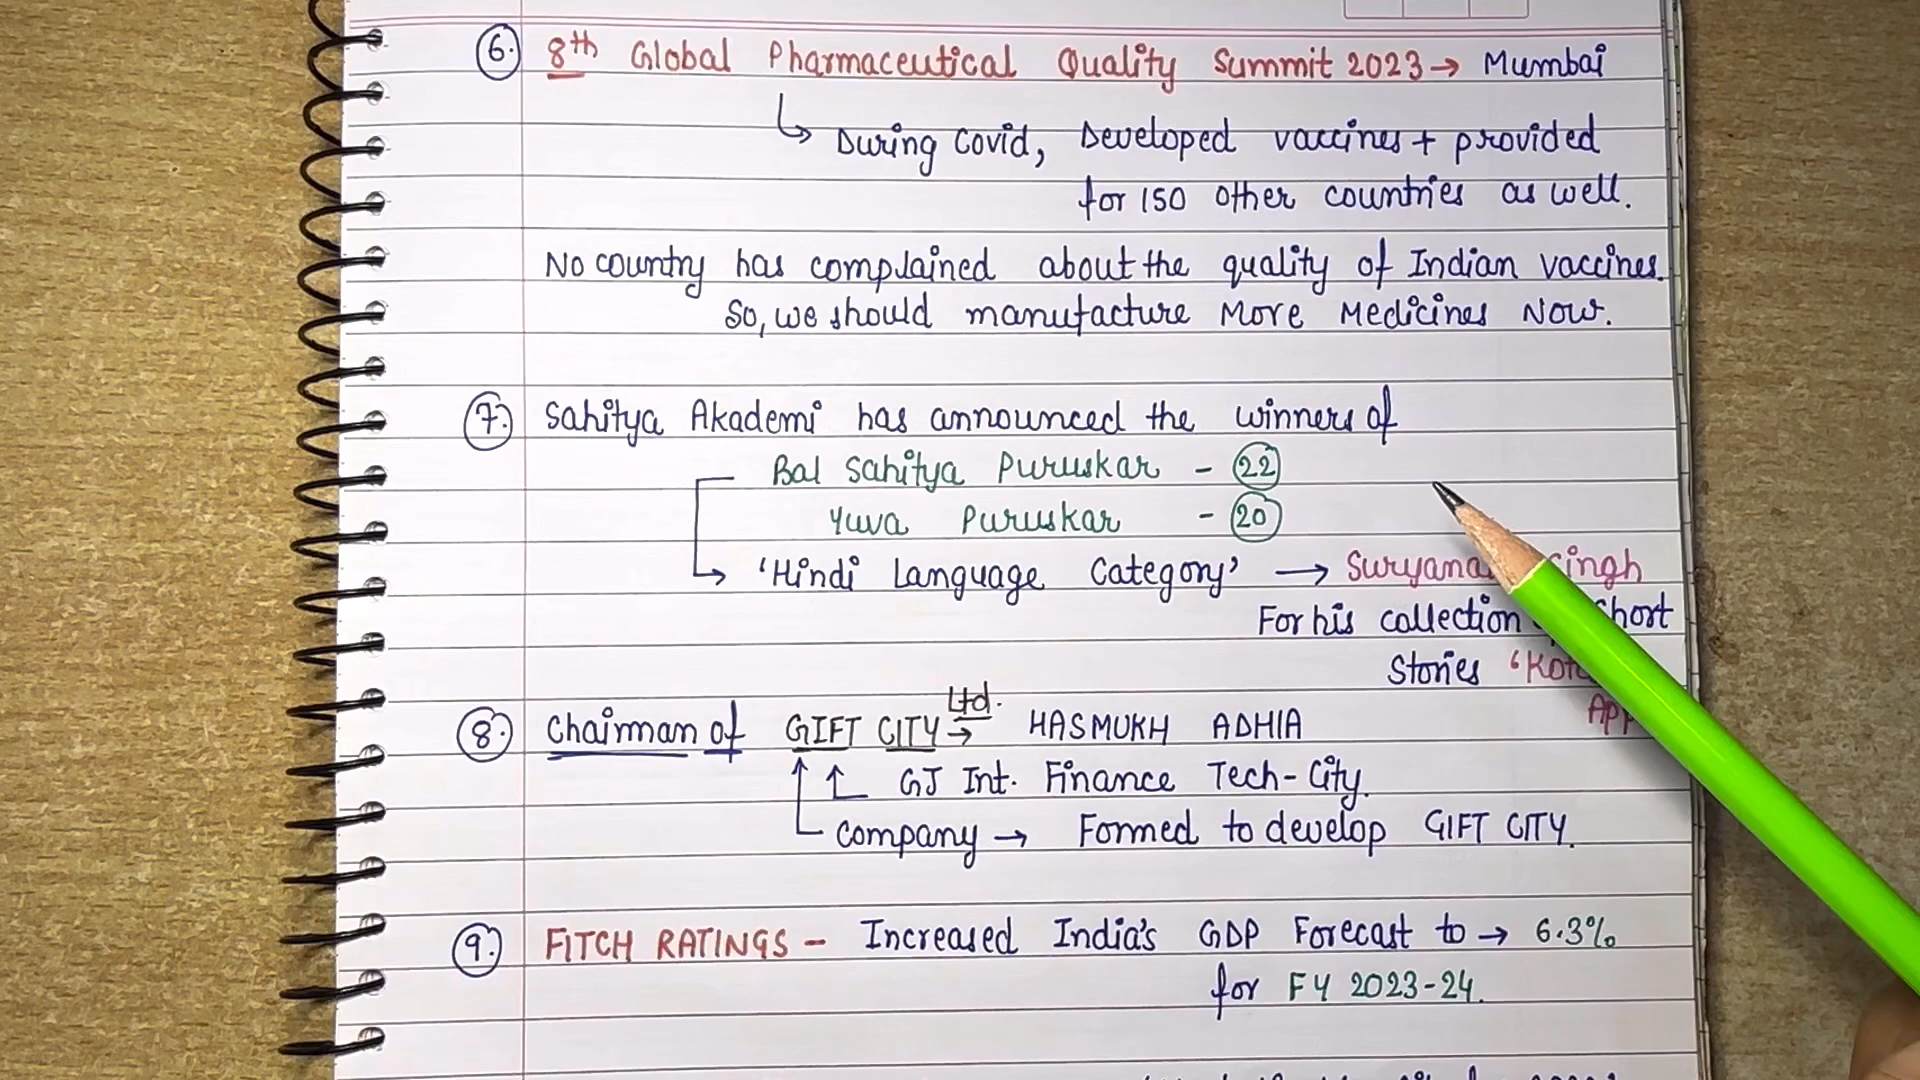 6. 8th Global Pharmaceutical Quality Summit 2023 → Mumbai
↳ During Covid, Developed vaccines + provided
for 150 other countries as well.
No country has complained about the quality of Indian vaccines.
So, we should manufacture More Medicines Now.
7. Sahitya Akademi has announced the winners of
Bal Sahitya Puruskar - 22
Yuva Puruskar - 20
→ 'Hindi Language Category' → Singh
For his collection Short
Stories
8. Chairman of GIFT CITY Ltd. → HASMUKH ADHIA
GJ Int. Finance Tech-City.
Company → Formed to develop GIFT CITY.
9. FITCH RATINGS - Increased India's GDP Forecast to → 6.3%
for FY 2023-24.